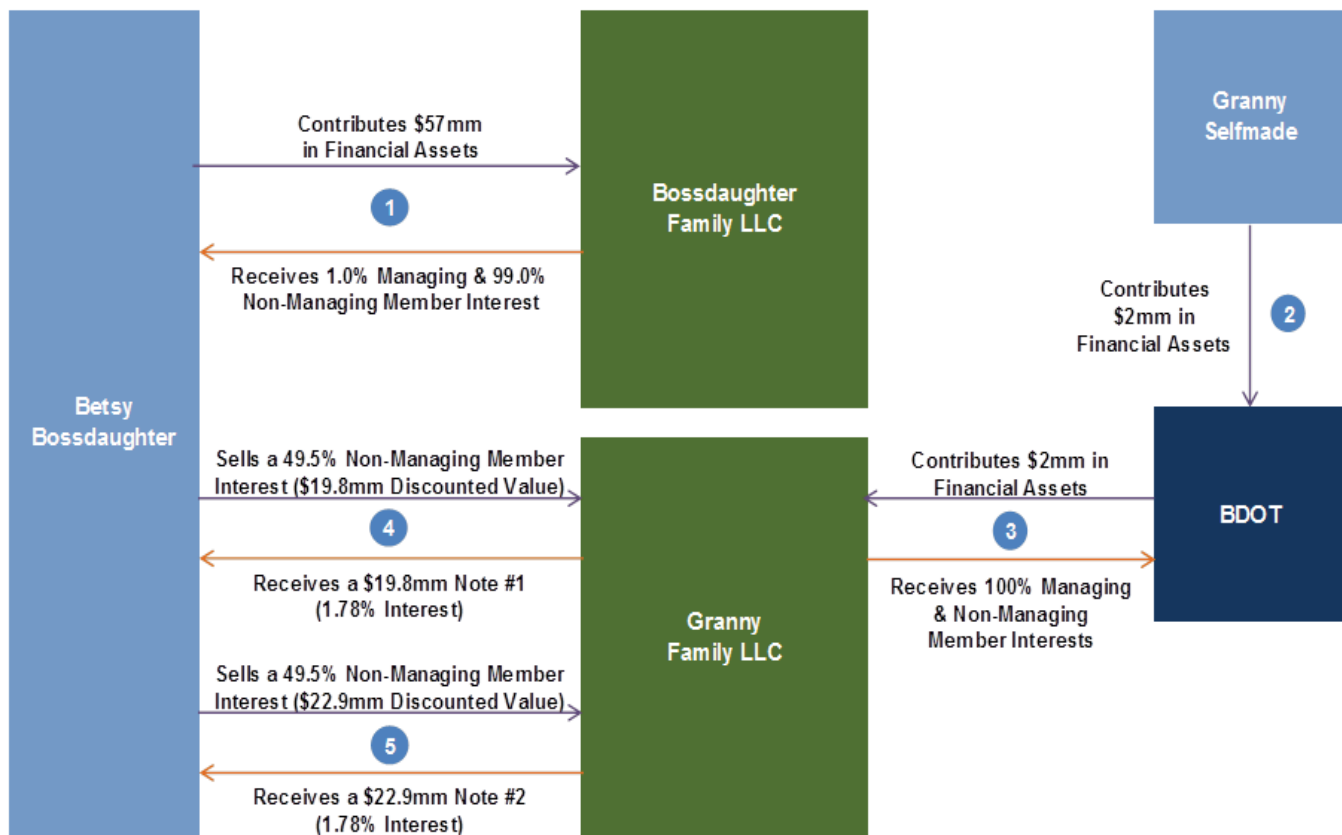 Contributes $57mm
in Financial Assets
1
Receives 1.0% Managing & 99.0%
Non-Managing Member Interest
Betsy
Bossdaughter
Bossdaughter
Family LLC
Granny
Selfmade
Contributes
$2mm in
Financial Assets
2
Sells a 49.5% Non-Managing Member
Interest ($19.8mm Discounted Value)
4
Receives a $19.8mm Note #1
(1.78% Interest)
Sells a 49.5% Non-Managing Member
Interest ($22.9mm Discounted Value)
5
Receives a $22.9mm Note #2
(1.78% Interest)
Granny
Family LLC
Contributes $2mm in
Financial Assets
3
Receives 100% Managing
& Non-Managing
Member Interests
BDOT